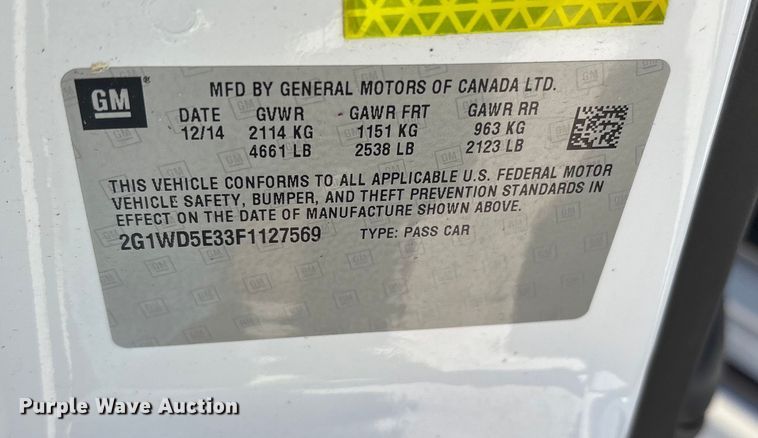 GM
MFD BY GENERAL MOTORS OF CANADA LTD.
DATE GVWR GAWR FRT GAWR RR
12/14 2114 KG 1151 KG 963 KG
4661 LB 2538 LB 2123 LB
THIS VEHICLE CONFORMS TO ALL APPLICABLE U.S. FEDERAL MOTOR
VEHICLE SAFETY, BUMPER, AND THEFT PREVENTION STANDARDS IN
EFFECT ON THE DATE OF MANUFACTURE SHOWN ABOVE.
2G1WD5E33F1127569 TYPE: PASS CAR
Purple Wave Auction